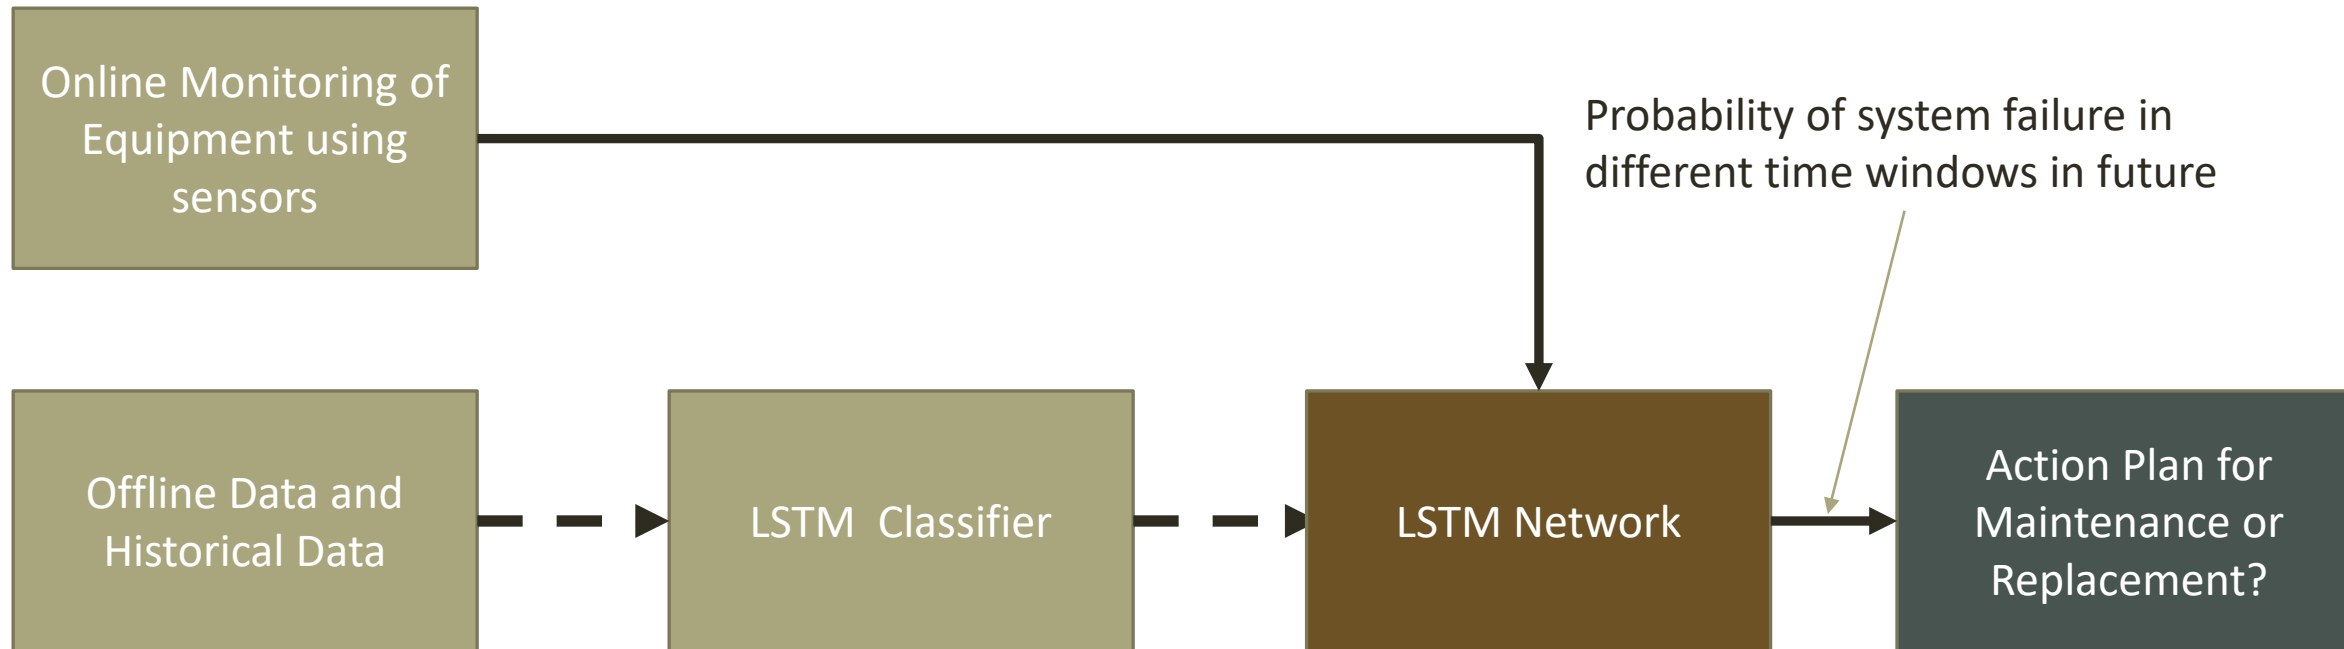 Online Monitoring of
Equipment using
sensors
Probability of system failure in
different time windows in future
Offline Data and
Historical Data
LSTM  Classifier
LSTM Network
Action Plan for
Maintenance or
Replacement?